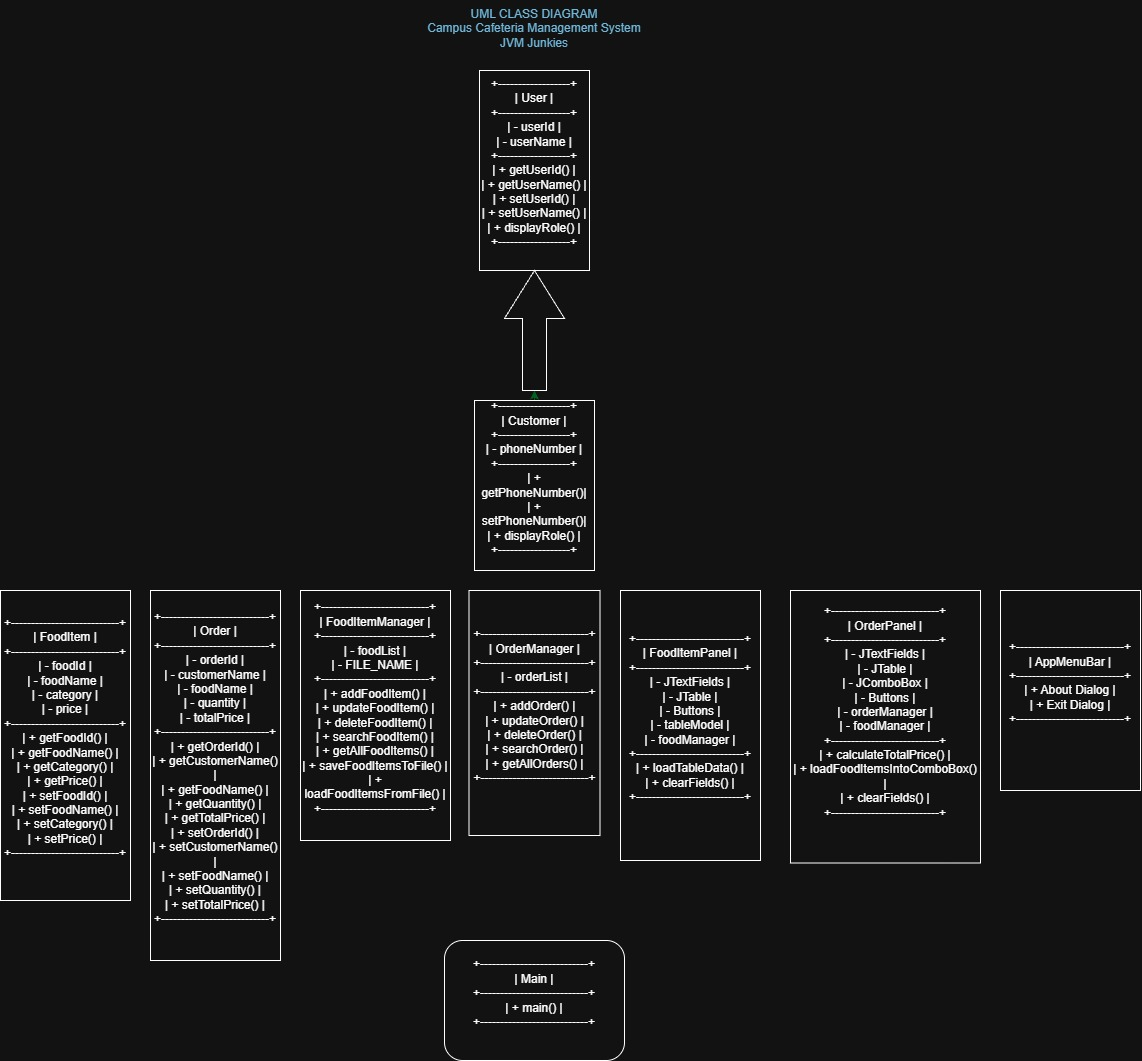 UML CLASS DIAGRAM
Campus Cafeteria Management System
JVM Junkies
+------------------+
| User |
+------------------+
| - userId |
| - userName |
+------------------+
| + getUserId() |
| + getUserName() |
| + setUserId() |
| + setUserName() |
| + displayRole() |
+------------------+
+------------------+
| Customer |
+------------------+
| - phoneNumber |
+------------------+
| +
getPhoneNumber()|
| +
setPhoneNumber()|
| + displayRole() |
+------------------+
+---------------------------+
| FoodItem |
+---------------------------+
| - foodId |
| - foodName |
| - category |
| - price |
+---------------------------+
| + getFoodId() |
| + getFoodName() |
| + getCategory() |
| + getPrice() |
| + setFoodId() |
| + setFoodName() |
| + setCategory() |
| + setPrice() |
+---------------------------+
+---------------------------+
| Order |
+---------------------------+
| - orderId |
| - customerName |
| - foodName |
| - quantity |
| - totalPrice |
+---------------------------+
| + getOrderId() |
| + getCustomerName()
|
| + getFoodName() |
| + getQuantity() |
| + getTotalPrice() |
| + setOrderId() |
| + setCustomerName()
|
| + setFoodName() |
| + setQuantity() |
| + setTotalPrice() |
+---------------------------+
+---------------------------+
| FoodItemManager |
+---------------------------+
| - foodList |
| - FILE_NAME |
+---------------------------+
| + addFoodItem() |
| + updateFoodItem() |
| + deleteFoodItem() |
| + searchFoodItem() |
| + getAllFoodItems() |
| + saveFoodItemsToFile() |
| +
loadFoodItemsFromFile() |
+---------------------------+
+---------------------------+
| OrderManager |
+---------------------------+
| - orderList |
+---------------------------+
| + addOrder() |
| + updateOrder() |
| + deleteOrder() |
| + searchOrder() |
| + getAllOrders() |
+---------------------------+
+---------------------------+
| FoodItemPanel |
+---------------------------+
| - JTextFields |
| - JTable |
| - Buttons |
| - tableModel |
| - foodManager |
+---------------------------+
| + loadTableData() |
| + clearFields() |
+---------------------------+
+---------------------------+
| OrderPanel |
+---------------------------+
| - JTextFields |
| - JTable |
| - JComboBox |
| - Buttons |
| - orderManager |
| - foodManager |
+---------------------------+
| + calculateTotalPrice() |
| + loadFoodItemsIntoComboBox()
|
| + clearFields() |
+---------------------------+
+---------------------------+
| AppMenuBar |
+---------------------------+
| + About Dialog |
| + Exit Dialog |
+---------------------------+
+---------------------------+
| Main |
+---------------------------+
| + main() |
+---------------------------+